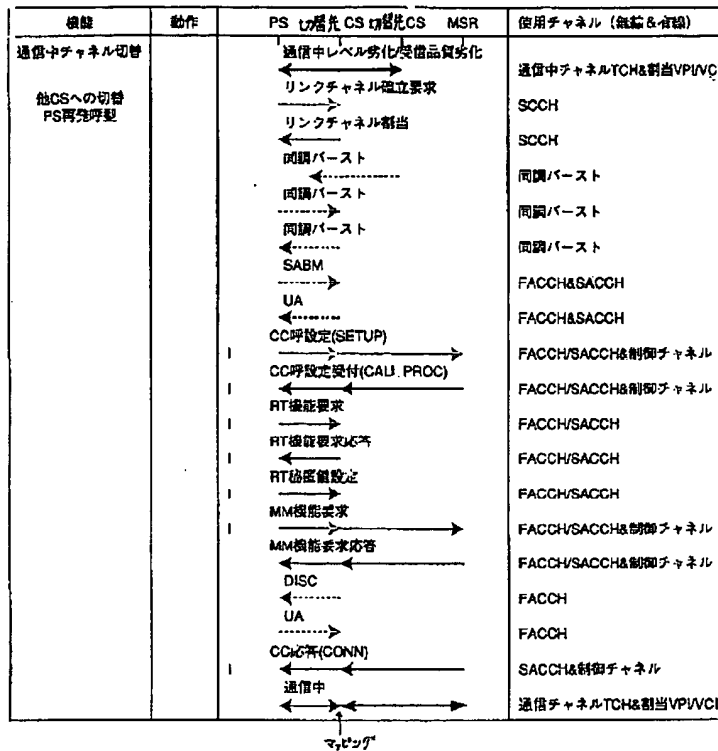 機能 動作 PS 切替先CS 切替先CS MSR 使用チャネル（無線＆有線）
通信中チャネル切替 通信中レベル劣化/受信品質劣化
通信中チャネルTCH&割当VPI/VC
他CSへの切替 リンクチャネル確立要求
PS再発呼型 SCCH
リンクチャネル割当
SCCH
同調バースト
同調バースト
同調バースト
同調バースト
同調バースト
同調バースト
SABM
FACCH&SACCH
UA
FACCH&SACCH
CC呼設定(SETUP)
FACCH/SACCH&制御チャネル
CC呼設定受付(CALL PROC)
FACCH/SACCH&制御チャネル
RT機能要求
FACCH/SACCH
RT機能要求応答
FACCH/SACCH
RT秘匿鍵設定
FACCH/SACCH
MM機能要求
FACCH/SACCH&制御チャネル
MM機能要求応答
FACCH/SACCH&制御チャネル
DISC
FACCH
UA
FACCH
CC応答(CONN)
SACCH&制御チャネル
通信中
通信チャネルTCH&割当VPI/VCI
マッピング